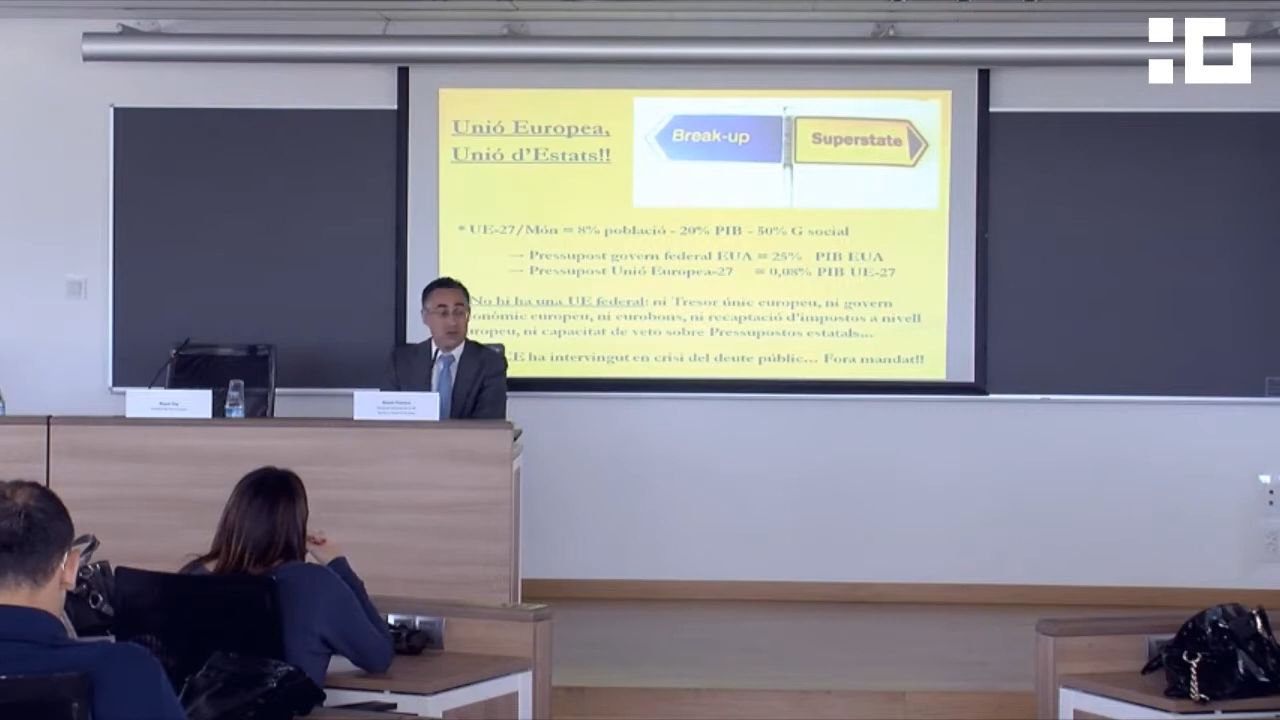 Unió Europea,
Unió d'Estats!!
Break-up
Superstate
* UE-27/Món = 8% població - 20% PIB - 50% G social
→ Pressupost govern federal EUA = 25% PIB EUA
→ Pressupost Unió Europea-27 = 0,08% PIB UE-27
No hi ha una UE federal: ni Tresor únic europeu, ni govern
europeu, ni eurobons, ni recaptació d'impostos a nivell
ni capacitat de veto sobre Pressupostos estatals...
ha intervingut en crisi del deute públic... Fora mandat!!